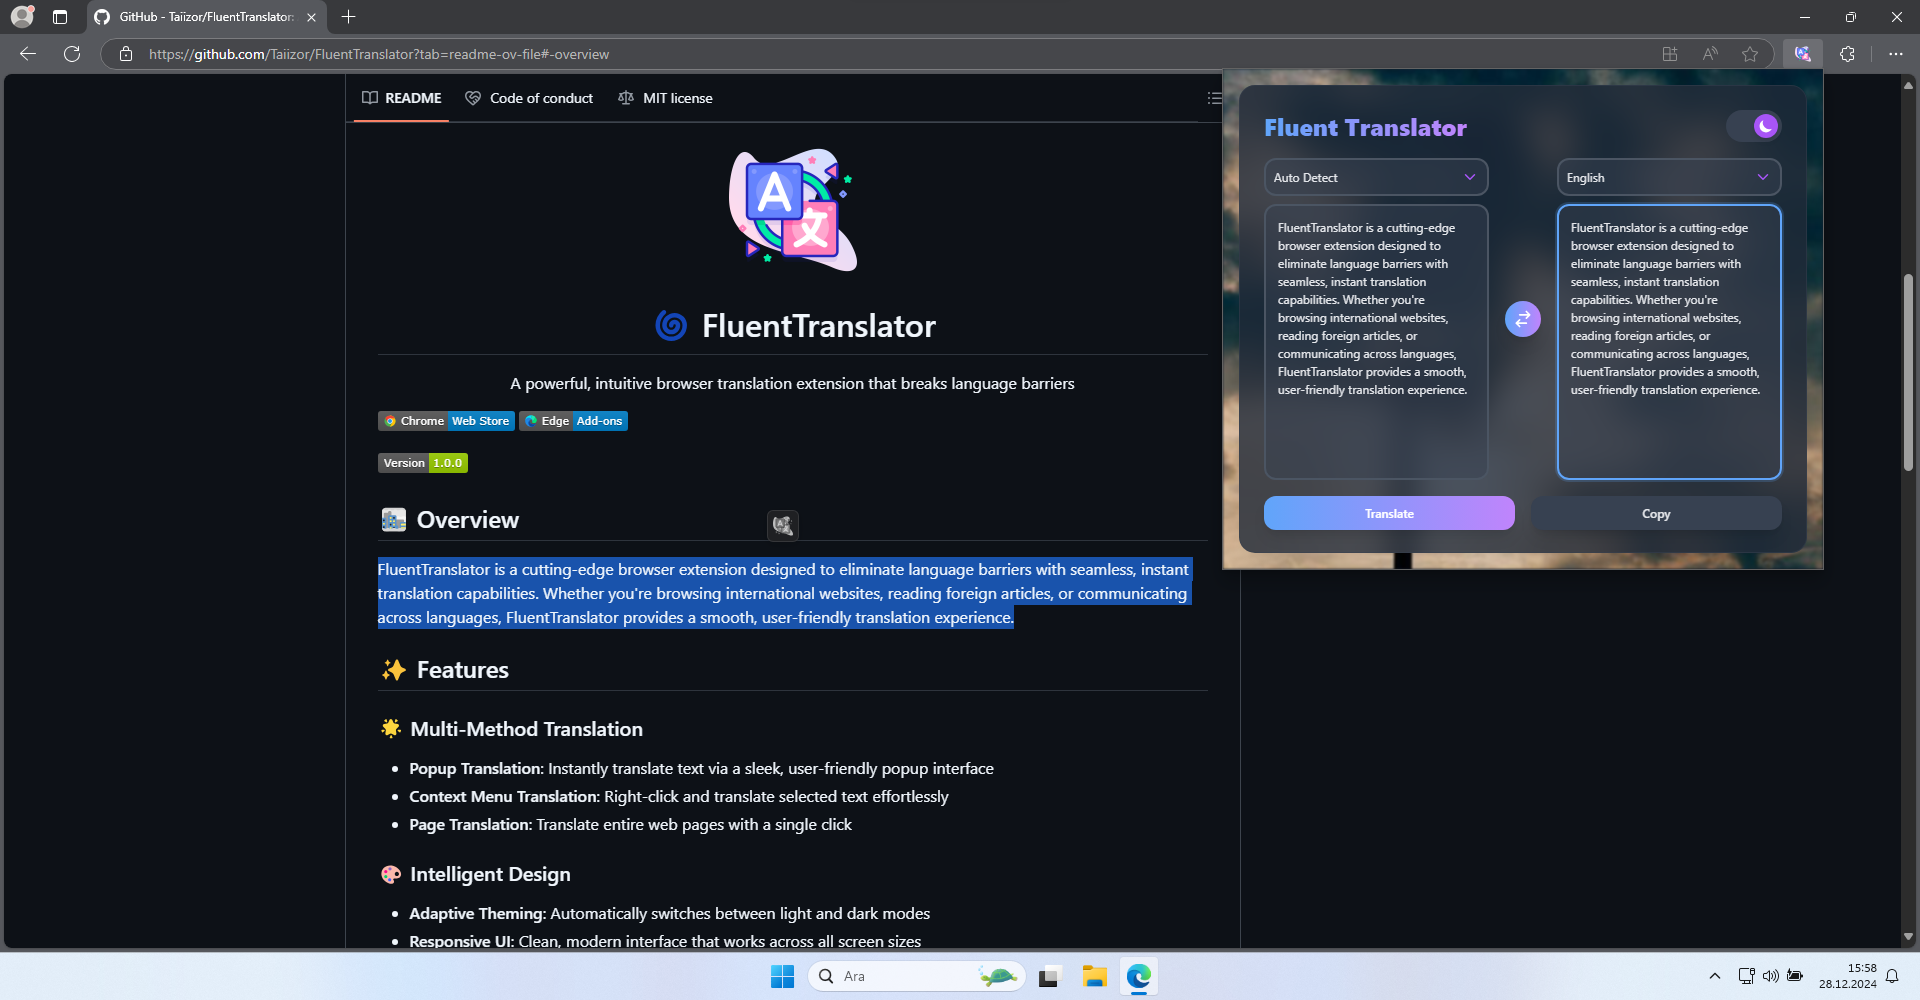 GitHub - Taiizor/FluentTranslator:
https://github.com/Taiizor/FluentTranslator?tab=readme-ov-file#-overview
README
Code of conduct
MIT license
A
文
FluentTranslator
A powerful, intuitive browser translation extension that breaks language barriers
Chrome Web Store
Edge Add-ons
Version 1.0.0
Overview
FluentTranslator is a cutting-edge browser extension designed to eliminate language barriers with seamless, instant
translation capabilities. Whether you're browsing international websites, reading foreign articles, or communicating
across languages, FluentTranslator provides a smooth, user-friendly translation experience.
Features
Multi-Method Translation
Popup Translation: Instantly translate text via a sleek, user-friendly popup interface
Context Menu Translation: Right-click and translate selected text effortlessly
Page Translation: Translate entire web pages with a single click
Intelligent Design
Adaptive Theming: Automatically switches between light and dark modes
Responsive UI: Clean, modern interface that works across all screen sizes
Fluent Translator
Auto Detect
FluentTranslator is a cutting-edge
browser extension designed to
eliminate language barriers with
seamless, instant translation
capabilities. Whether you're
browsing international websites,
reading foreign articles, or
communicating across languages,
FluentTranslator provides a smooth,
user-friendly translation experience.
English
FluentTranslator is a cutting-edge
browser extension designed to
eliminate language barriers with
seamless, instant translation
capabilities. Whether you're
browsing international websites,
reading foreign articles, or
communicating across languages,
FluentTranslator provides a smooth,
user-friendly translation experience.
Translate
Copy
Ara
15:58
28.12.2024